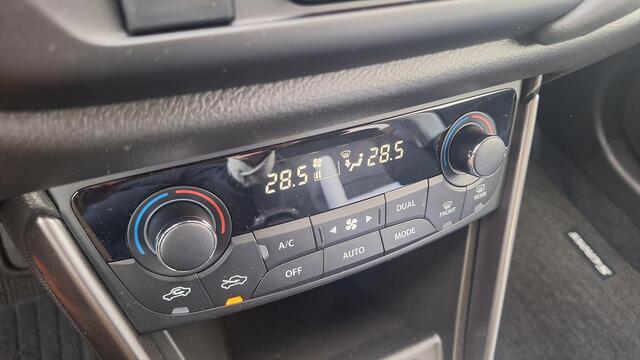 28.5 28.5
A/C DUAL FRONT REAR
OFF AUTO MODE